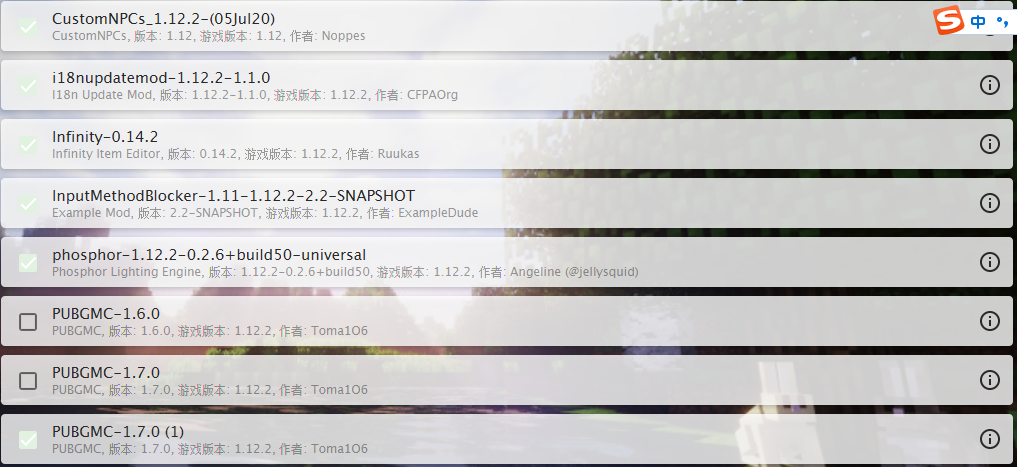 CustomNPCs_1.12.2-(05Jul20)
CustomNPCs, 版本: 1.12, 游戏版本: 1.12, 作者: Noppes
S 中 °,
i18nupdatemod-1.12.2-1.1.0
I18n Update Mod, 版本: 1.12.2-1.1.0, 游戏版本: 1.12.2, 作者: CFPAOrg
Infinity-0.14.2
Infinity Item Editor, 版本: 0.14.2, 游戏版本: 1.12.2, 作者: Ruukas
InputMethodBlocker-1.11-1.12.2-2.2-SNAPSHOT
Example Mod, 版本: 2.2-SNAPSHOT, 游戏版本: 1.12.2, 作者: ExampleDude
phosphor-1.12.2-0.2.6+build50-universal
Phosphor Lighting Engine, 版本: 1.12.2-0.2.6+build50, 游戏版本: 1.12.2, 作者: Angeline (@jellysquid)
PUBGMC-1.6.0
PUBGMC, 版本: 1.6.0, 游戏版本: 1.12.2, 作者: Toma1O6
PUBGMC-1.7.0
PUBGMC, 版本: 1.7.0, 游戏版本: 1.12.2, 作者: Toma1O6
PUBGMC-1.7.0 (1)
PUBGMC, 版本: 1.7.0, 游戏版本: 1.12.2, 作者: Toma1O6